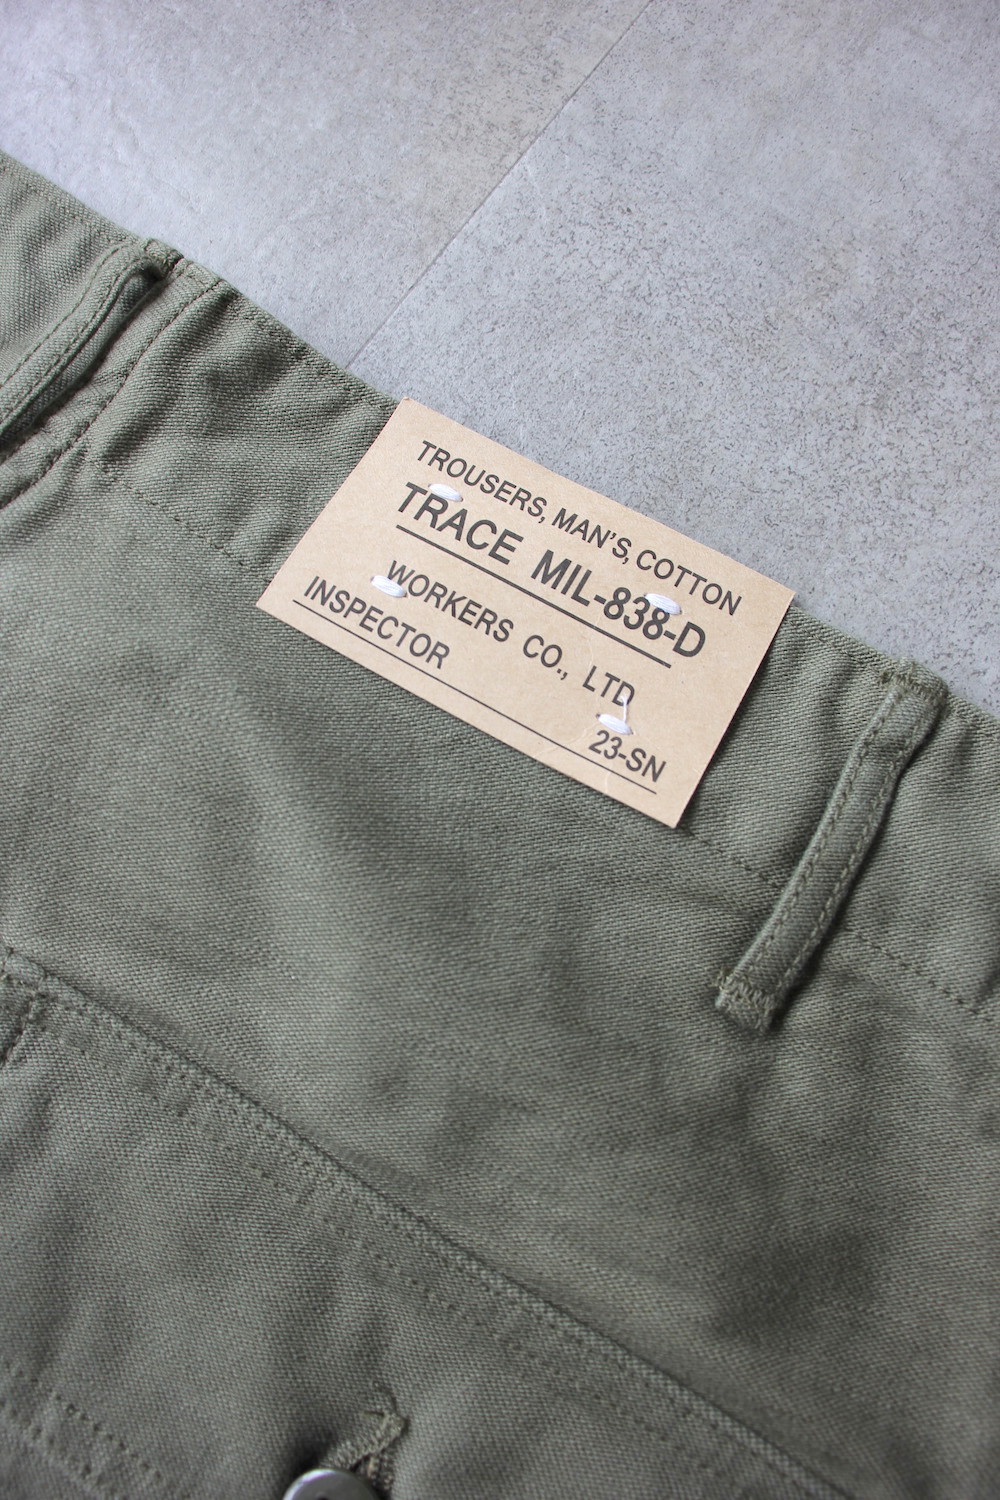 TROUSERS, MAN'S, COTTON
TRACE MIL-838-D
WORKERS CO., LTD
INSPECTOR
23-SN